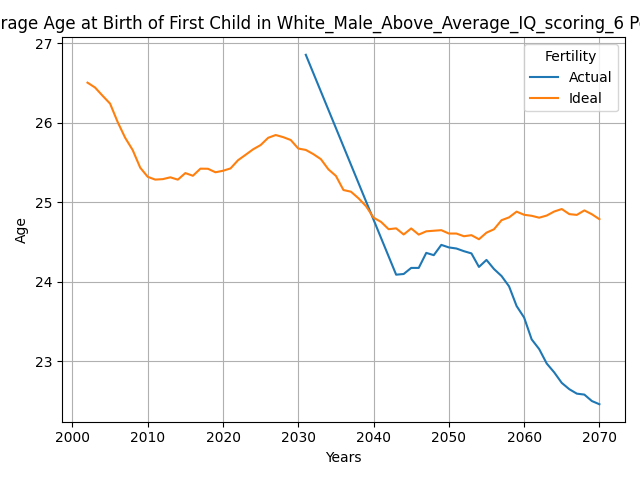 rage Age at Birth of First Child in White_Male_Above_Average_IQ_scoring_6 P
27
26
25
24
23
Age
2000 2010 2020 2030 2040 2050 2060 2070
Years
Fertility
Actual
Ideal